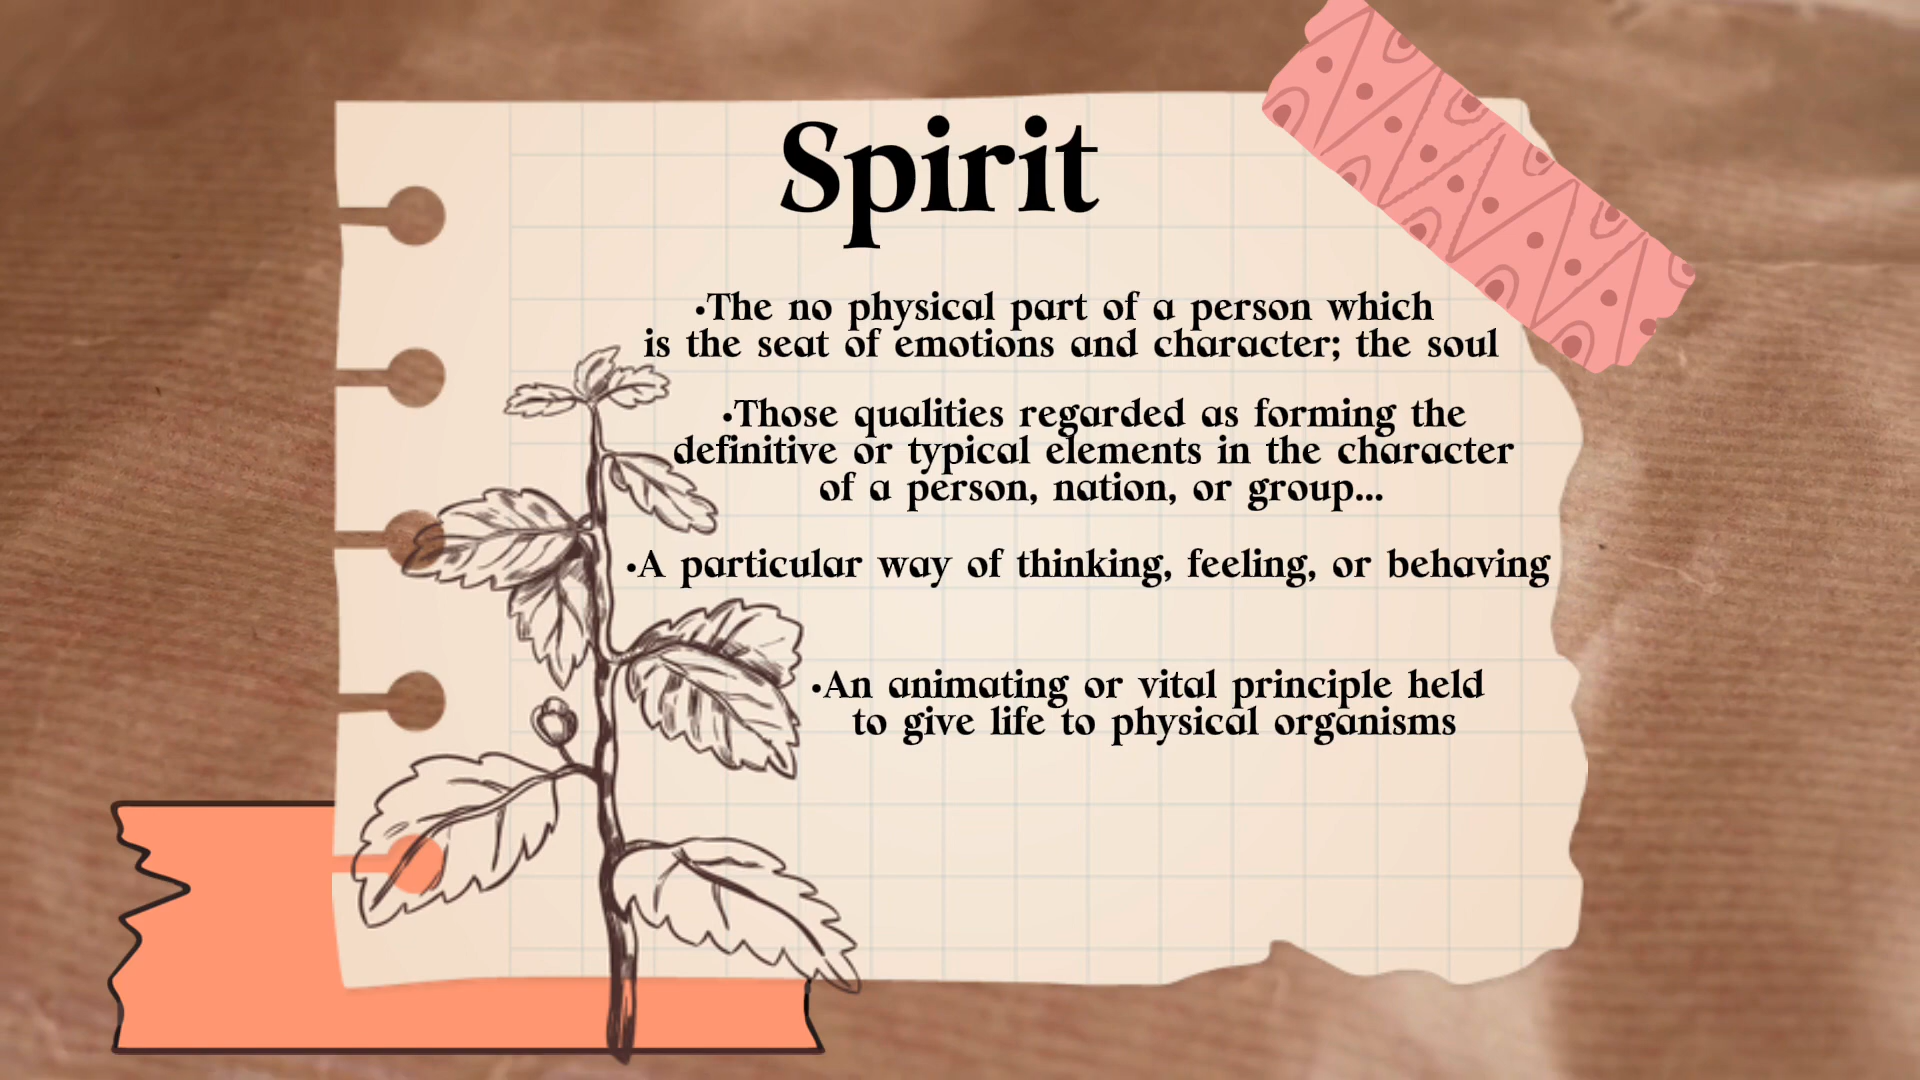 Spirit
•The no physical part of a person which
is the seat of emotions and character; the soul
•Those qualities regarded as forming the
definitive or typical elements in the character
of a person, nation, or group...
•A particular way of thinking, feeling, or behaving
•An animating or vital principle held
to give life to physical organisms